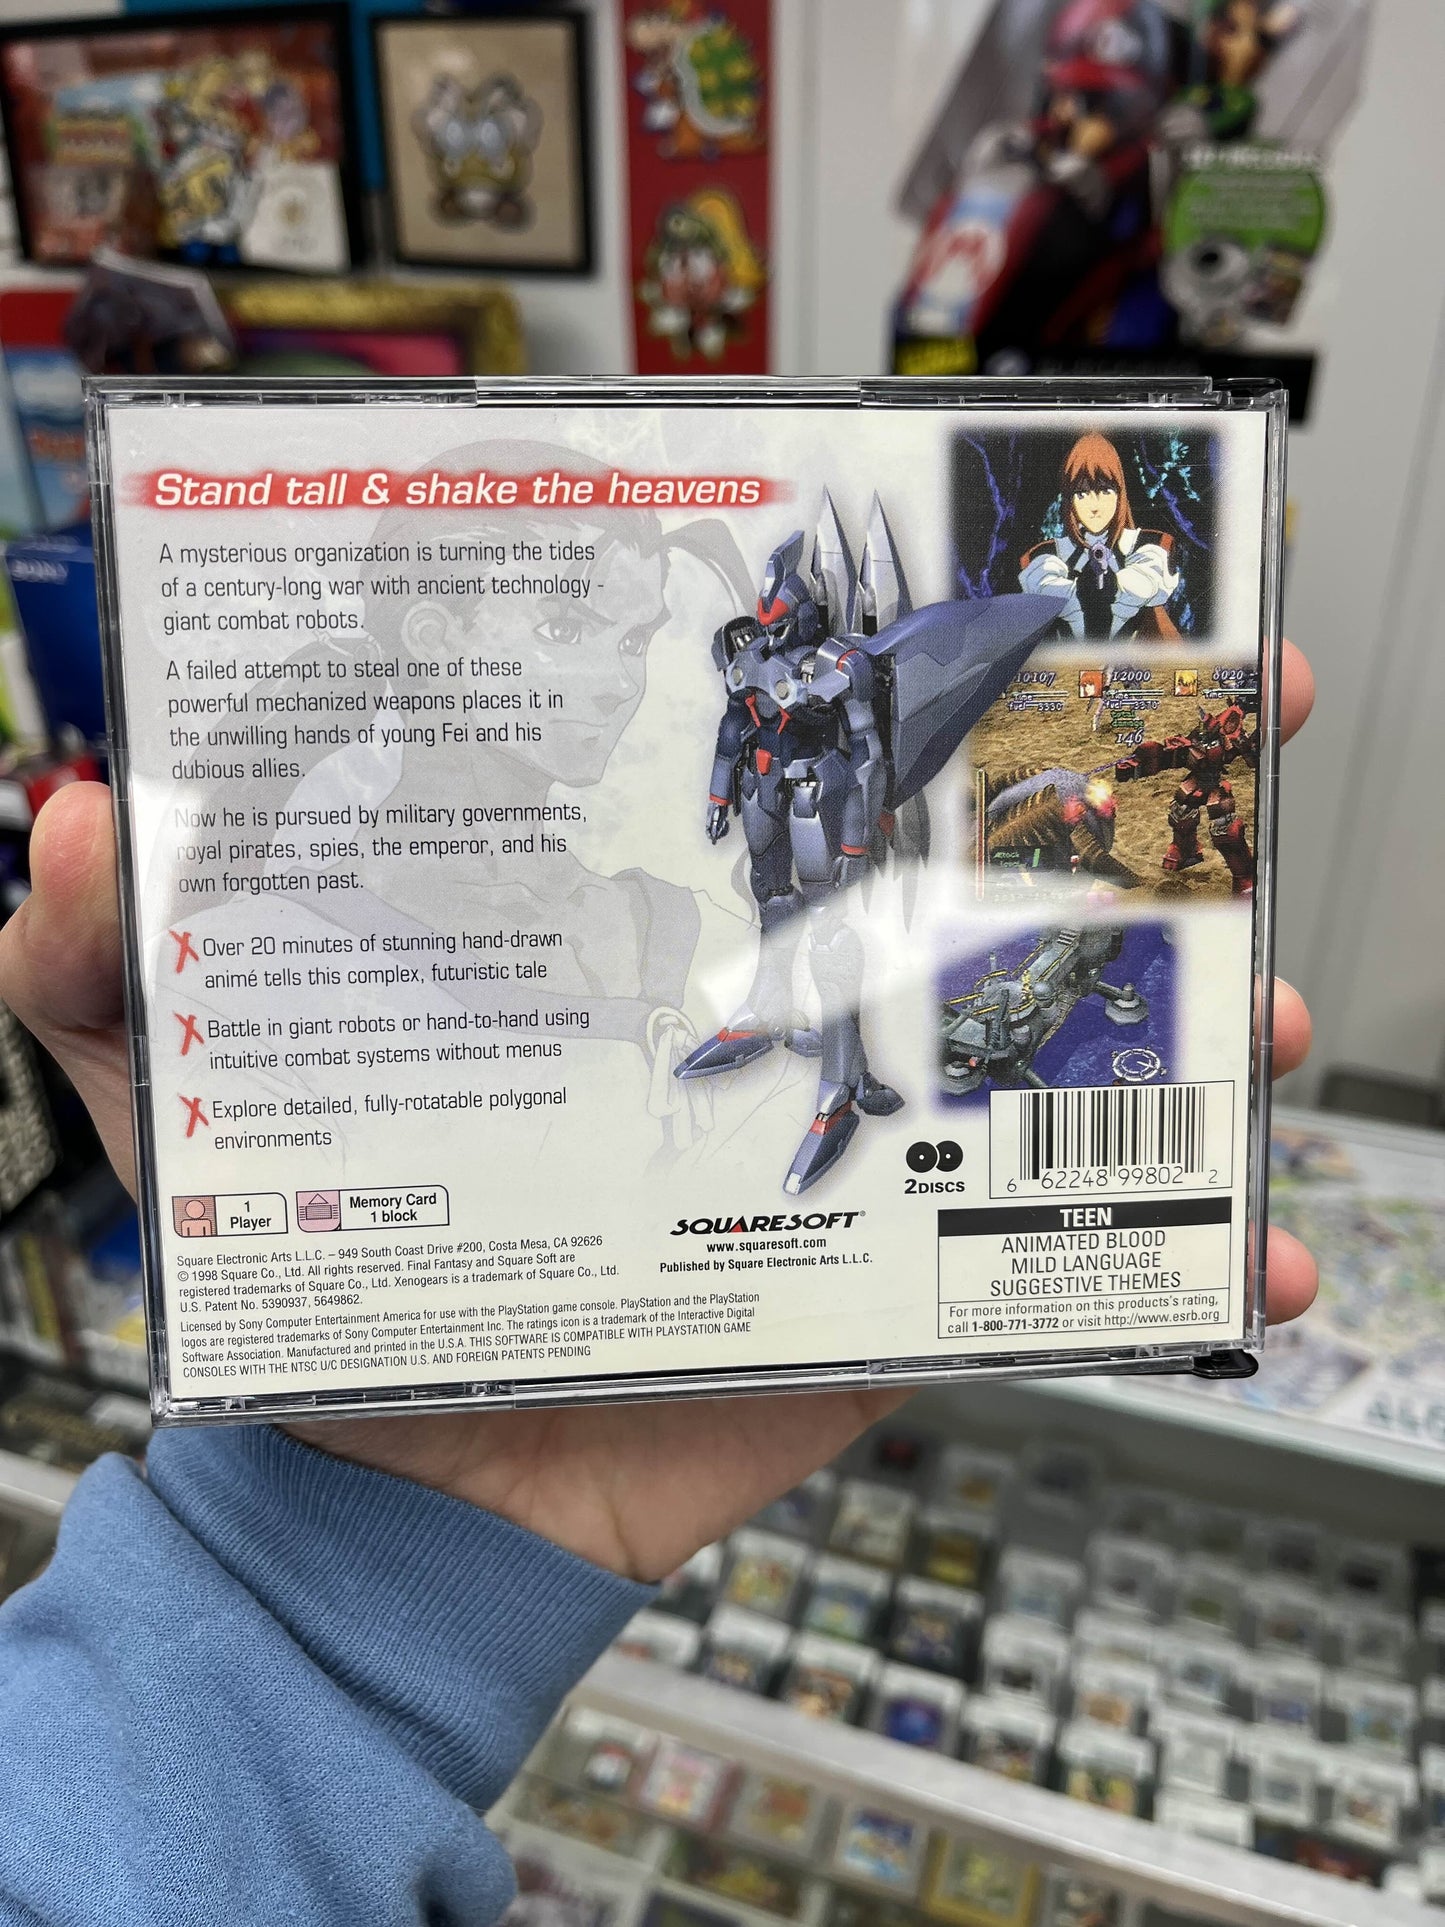 Stand tall & shake the heavens
A mysterious organization is turning the tides
of a century-long war with ancient technology -
giant combat robots.
A failed attempt to steal one of these
powerful mechanized weapons places it in
the unwilling hands of young Fei and his
dubious allies.
Now he is pursued by military governments,
royal pirates, spies, the emperor, and his
own forgotten past.
Over 20 minutes of stunning hand-drawn
animé tells this complex, futuristic tale
Battle in giant robots or hand-to-hand using
intuitive combat systems without menus
Explore detailed, fully-rotatable polygonal
environments
10107
12000
8020
146
1
Player
Memory Card
1 block
Square Electronic Arts L.L.C. – 949 South Coast Drive #200, Costa Mesa, CA 92626
© 1998 Square Co., Ltd. All rights reserved. Final Fantasy and Square Soft are
registered trademarks of Square Co., Ltd. Xenogears is a trademark of Square Co., Ltd.
U.S. Patent No. 5390937, 5649862.
Licensed by Sony Computer Entertainment America for use with the PlayStation game console. PlayStation and the PlayStation
logos are registered trademarks of Sony Computer Entertainment Inc. The ratings icon is a trademark of the Interactive Digital
Software Association. Manufactured and printed in the U.S.A. THIS SOFTWARE IS COMPATIBLE WITH PLAYSTATION GAME
CONSOLES WITH THE NTSC U/C DESIGNATION U.S. AND FOREIGN PATENTS PENDING
SQUARESOFT®
www.squaresoft.com
Published by Square Electronic Arts L.L.C.
2 DISCS
6 62248 99802 2
TEEN
ANIMATED BLOOD
MILD LANGUAGE
SUGGESTIVE THEMES
For more information on this products's rating,
call 1-800-771-3772 or visit http://www.esrb.org